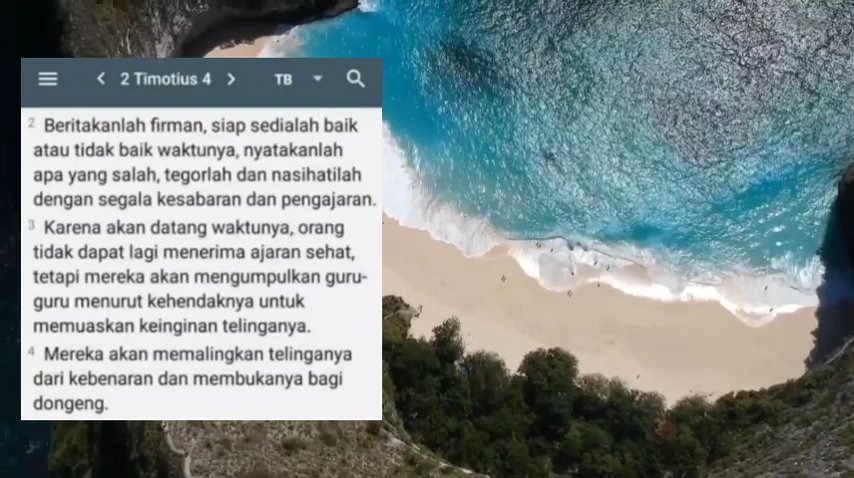 2 Timotius 4 TB
2 Beritakanlah firman, siap sedialah baik
atau tidak baik waktunya, nyatakanlah
apa yang salah, tegorlah dan nasihatilah
dengan segala kesabaran dan pengajaran.
3 Karena akan datang waktunya, orang
tidak dapat lagi menerima ajaran sehat,
tetapi mereka akan mengumpulkan guru-
guru menurut kehendaknya untuk
memuaskan keinginan telinganya.
4 Mereka akan memalingkan telinganya
dari kebenaran dan membukanya bagi
dongeng.